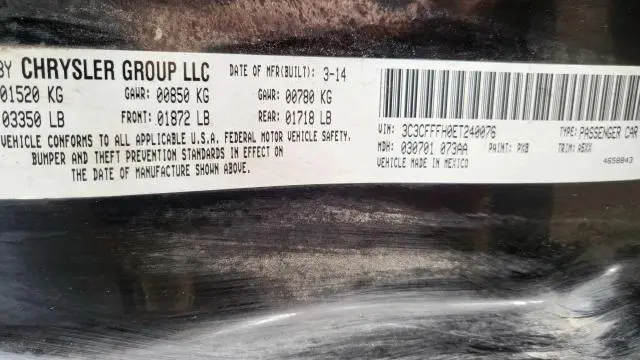 BY CHRYSLER GROUP LLC DATE OF MFR(BUILT): 3-14
01520 KG GAWR: 00850 KG GAWR: 00780 KG
03350 LB FRONT: 01872 LB REAR: 01718 LB
VEHICLE CONFORMS TO ALL APPLICABLE U.S.A. FEDERAL MOTOR VEHICLE SAFETY,
BUMPER AND THEFT PREVENTION STANDARDS IN EFFECT ON
THE DATE OF MANUFACTURE SHOWN ABOVE.
VIN: 3C3CFFFH0ET240076 TYPE: PASSENGER CAR
MDH: 030701 073AA PAINT: PX8 TRIM: A5XX
VEHICLE MADE IN MEXICO 4658843